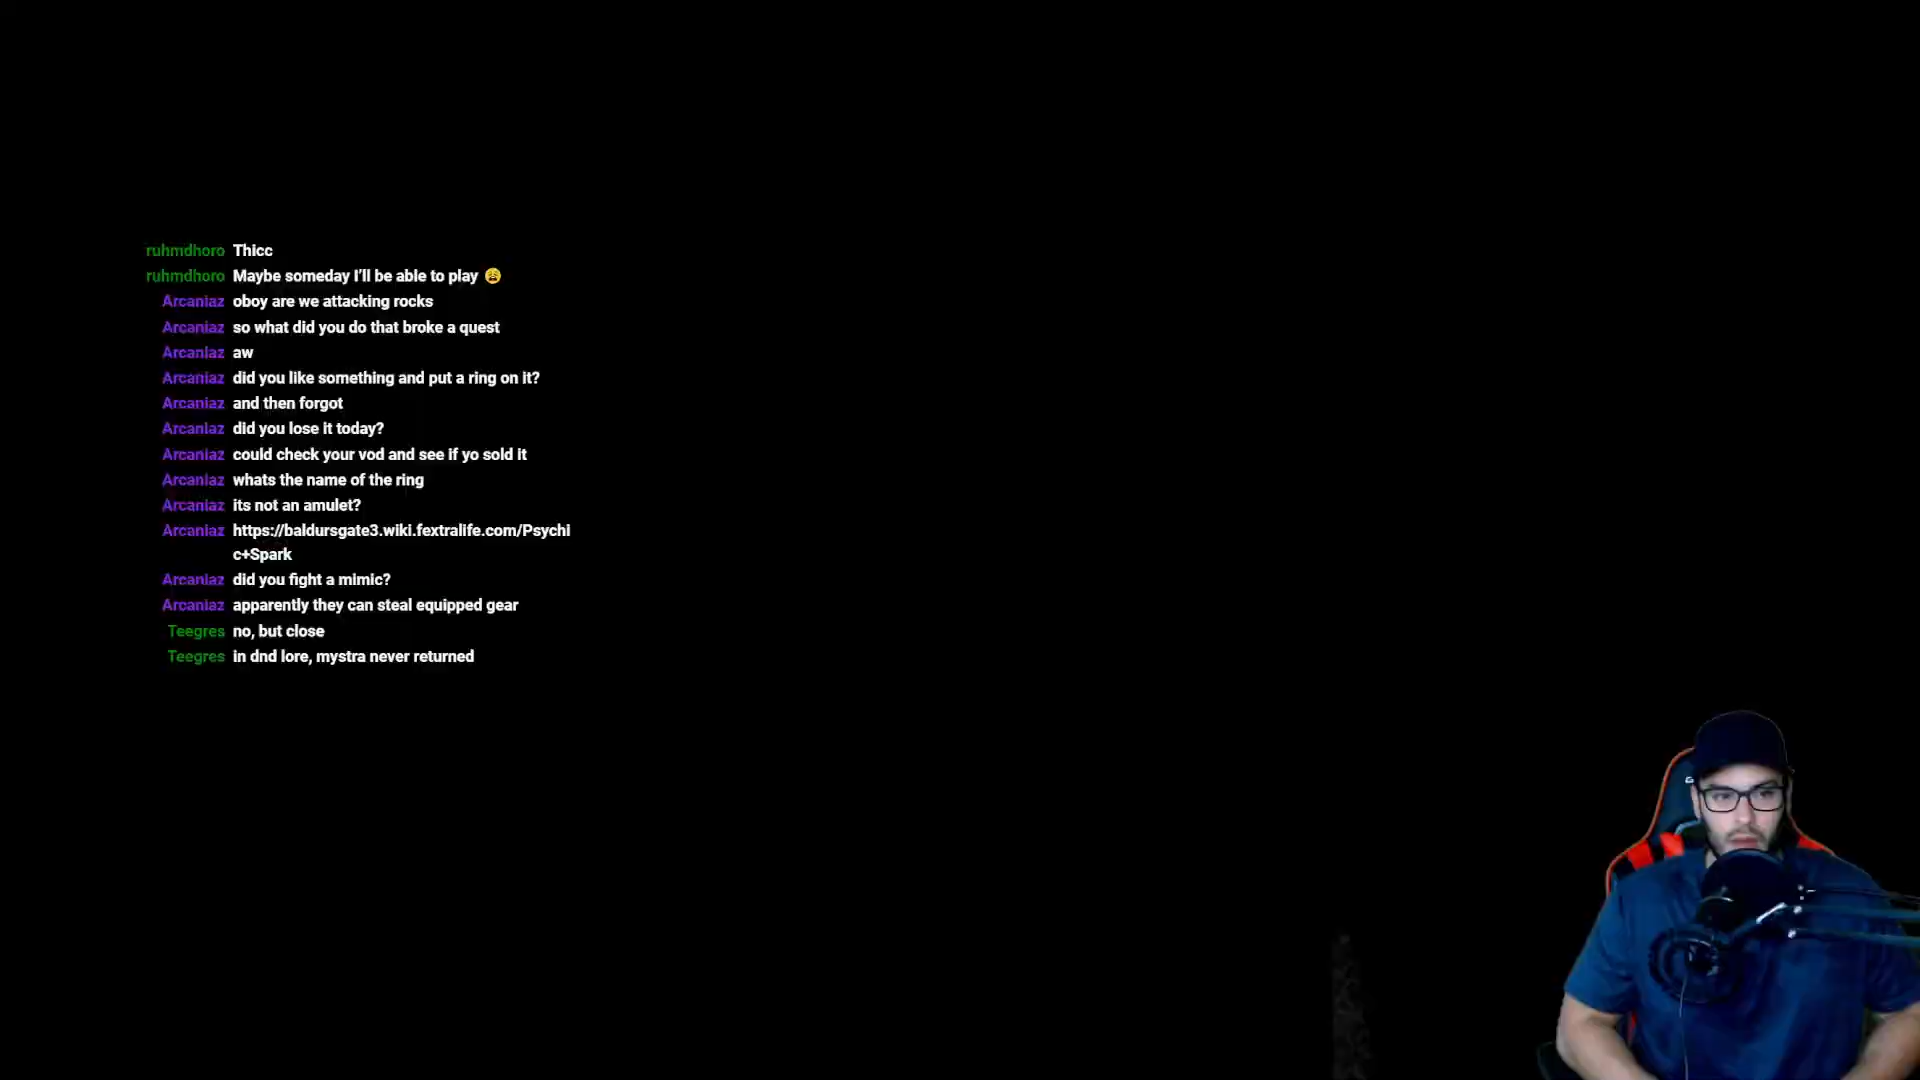 ruhmdhoro Thicc
ruhmdhoro Maybe someday I'll be able to play 😩
Arcaniaz oboy are we attacking rocks
Arcaniaz so what did you do that broke a quest
Arcaniaz aw
Arcaniaz did you like something and put a ring on it?
Arcaniaz and then forgot
Arcaniaz did you lose it today?
Arcaniaz could check your vod and see if yo sold it
Arcaniaz whats the name of the ring
Arcaniaz its not an amulet?
Arcaniaz https://baldursgate3.wiki.fextralife.com/Psychi
c+Spark
Arcaniaz did you fight a mimic?
Arcaniaz apparently they can steal equipped gear
Teegres no, but close
Teegres in dnd lore, mystra never returned